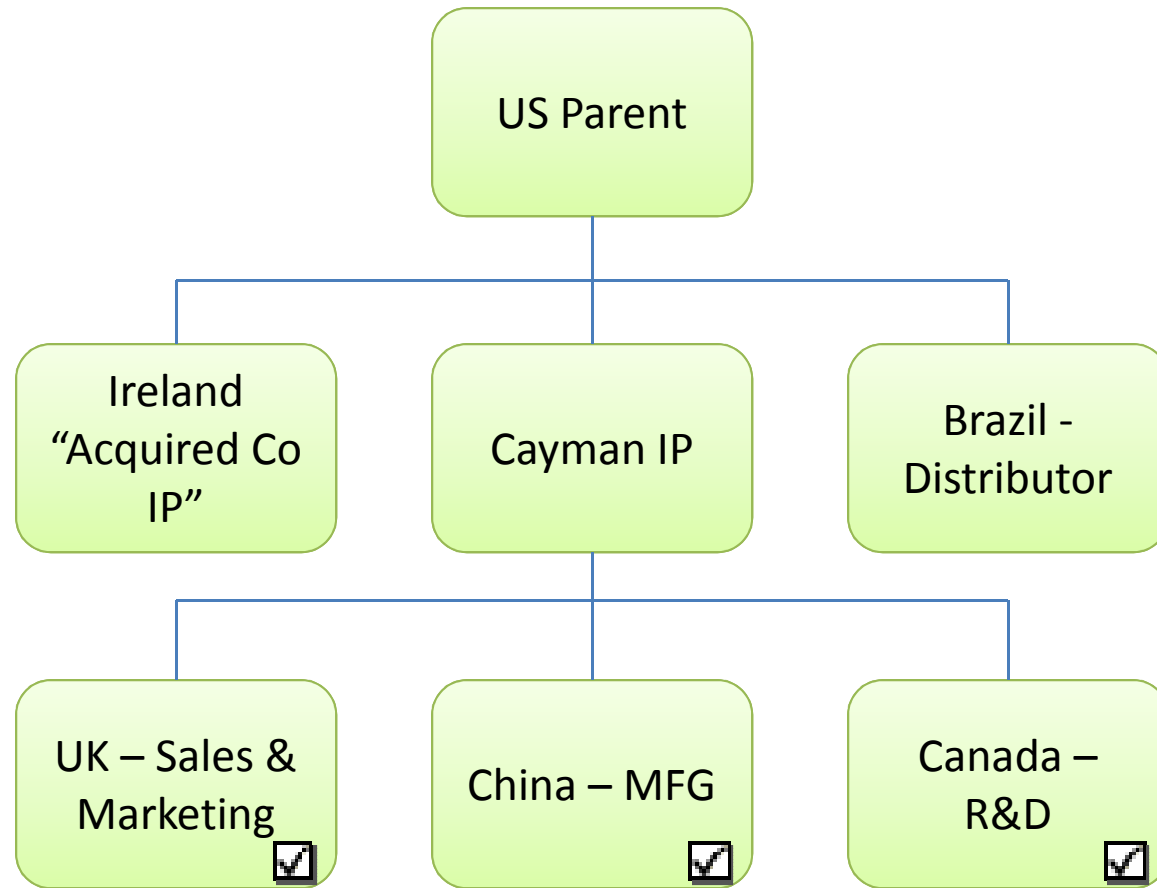 US Parent
Ireland
“Acquired Co
IP”
Cayman IP
Brazil -
Distributor
UK – Sales &
Marketing
China – MFG
Canada –
R&D